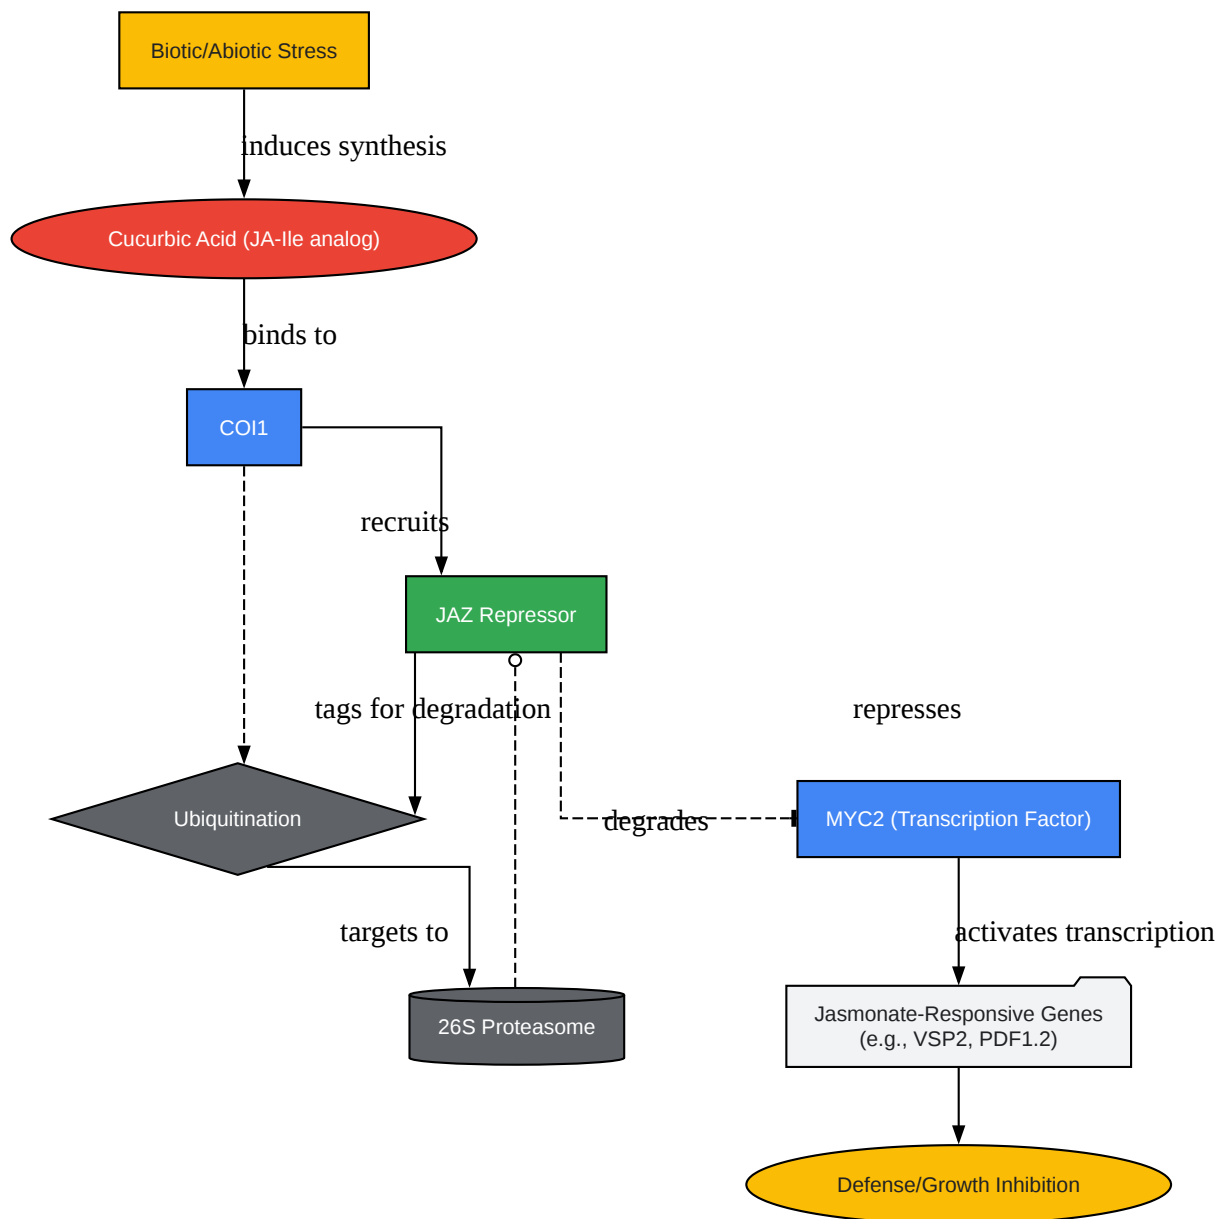 Biotic/Abiotic Stress
induces synthesis
Cucurbic Acid (JA-Ile analog)
binds to
COI1
recruits
JAZ Repressor
tags for degradation
represses
Ubiquitination
degrades
MYC2 (Transcription Factor)
targets to
activates transcription
26S Proteasome
Jasmonate-Responsive Genes
(e.g., VSP2, PDF1.2)
Defense/Growth Inhibition